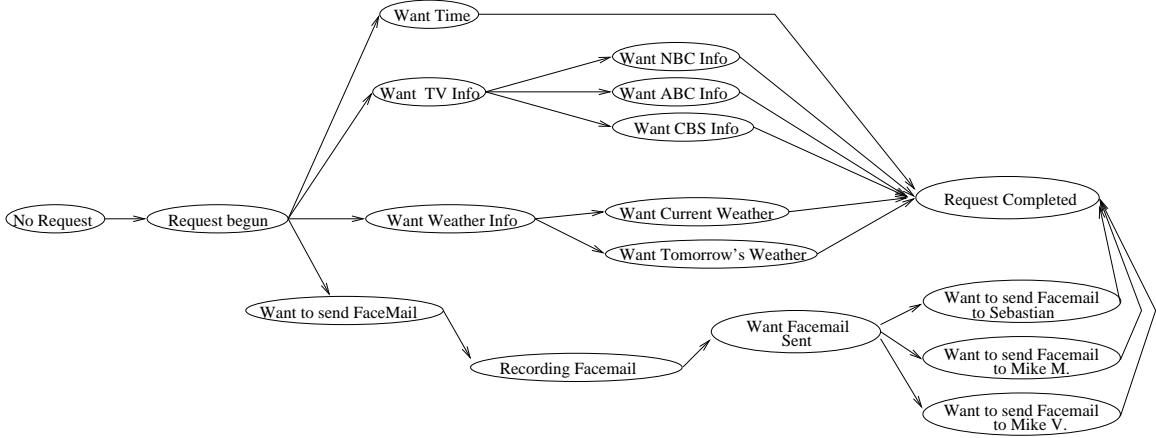 Want Time
Want NBC Info
Want TV Info
Want ABC Info
Want CBS Info
No Request
Request begun
Want Weather Info
Want Current Weather
Request Completed
Want Tomorrow's Weather
Want to send FaceMail
Want to send Facemail
to Sebastian
Want Facemail
Sent
Recording Facemail
Want to send Facemail
to Mike M.
Want to send Facemail
to Mike V.